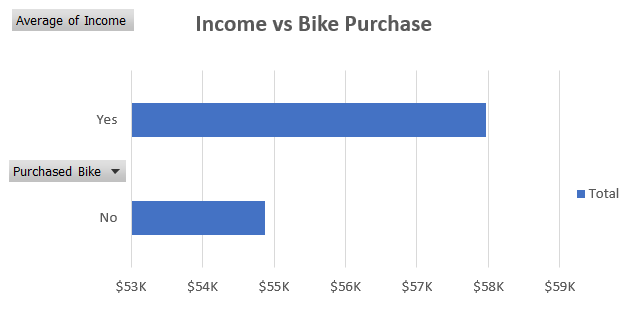 Average of Income
Income vs Bike Purchase
Yes
Purchased Bike
No
Total
$53K $54K $55K $56K $57K $58K $59K